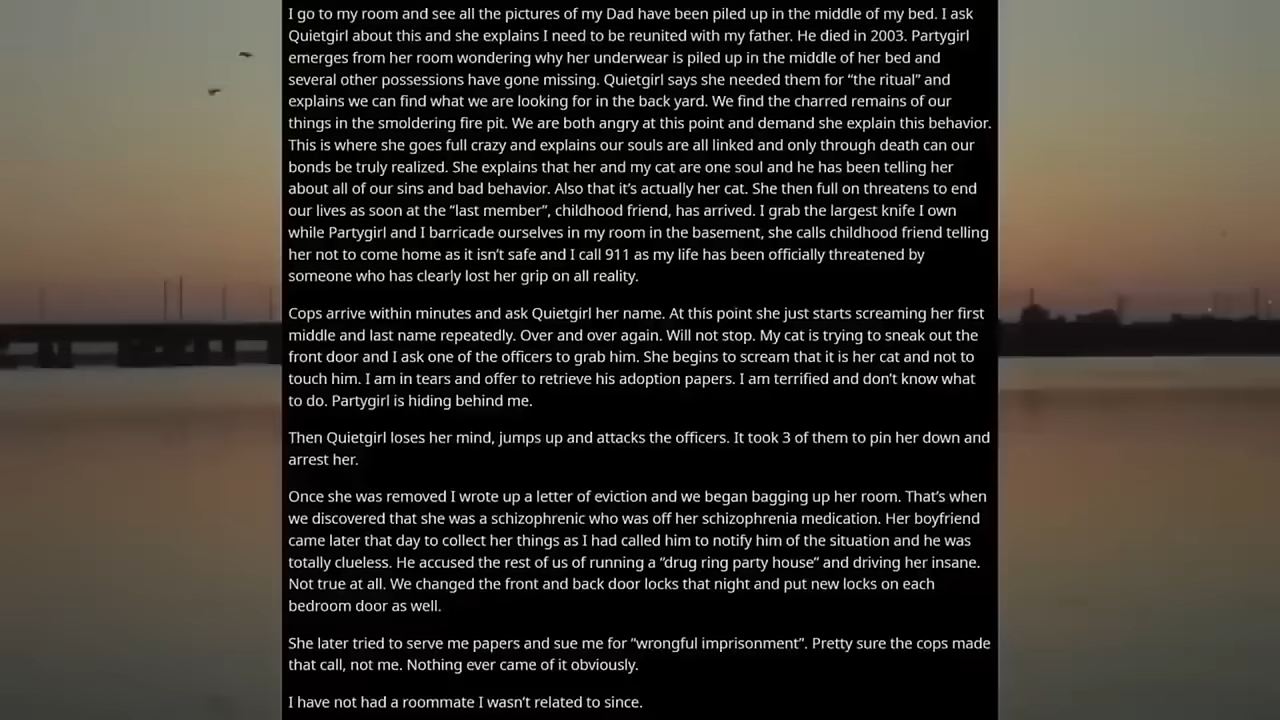 I go to my room and see all the pictures of my Dad have been piled up in the middle of my bed. I ask
Quietgirl about this and she explains I need to be reunited with my father. He died in 2003. Partygirl
emerges from her room wondering why her underwear is piled up in the middle of her bed and
several other possessions have gone missing. Quietgirl says she needed them for “the ritual” and
explains we can find what we are looking for in the back yard. We find the charred remains of our
things in the smoldering fire pit. We are both angry at this point and demand she explain this behavior.
This is where she goes full crazy and explains our souls are all linked and only through death can our
bonds be truly realized. She explains that her and my cat are one soul and he has been telling her
about all of our sins and bad behavior. Also that it’s actually her cat. She then full on threatens to end
our lives as soon at the “last member”, childhood friend, has arrived. I grab the largest knife I own
while Partygirl and I barricade ourselves in my room in the basement, she calls childhood friend telling
her not to come home as it isn’t safe and I call 911 as my life has been officially threatened by
someone who has clearly lost her grip on all reality.
Cops arrive within minutes and ask Quietgirl her name. At this point she just starts screaming her first
middle and last name repeatedly. Over and over again. Will not stop. My cat is trying to sneak out the
front door and I ask one of the officers to grab him. She begins to scream that it is her cat and not to
touch him. I am in tears and offer to retrieve his adoption papers. I am terrified and don’t know what
to do. Partygirl is hiding behind me.
Then Quietgirl loses her mind, jumps up and attacks the officers. It took 3 of them to pin her down and
arrest her.
Once she was removed I wrote up a letter of eviction and we began bagging up her room. That’s when
we discovered that she was a schizophrenic who was off her schizophrenia medication. Her boyfriend
came later that day to collect her things as I had called him to notify him of the situation and he was
totally clueless. He accused the rest of us of running a “drug ring party house” and driving her insane.
Not true at all. We changed the front and back door locks that night and put new locks on each
bedroom door as well.
She later tried to serve me papers and sue me for “wrongful imprisonment”. Pretty sure the cops made
that call, not me. Nothing ever came of it obviously.
I have not had a roommate I wasn’t related to since.